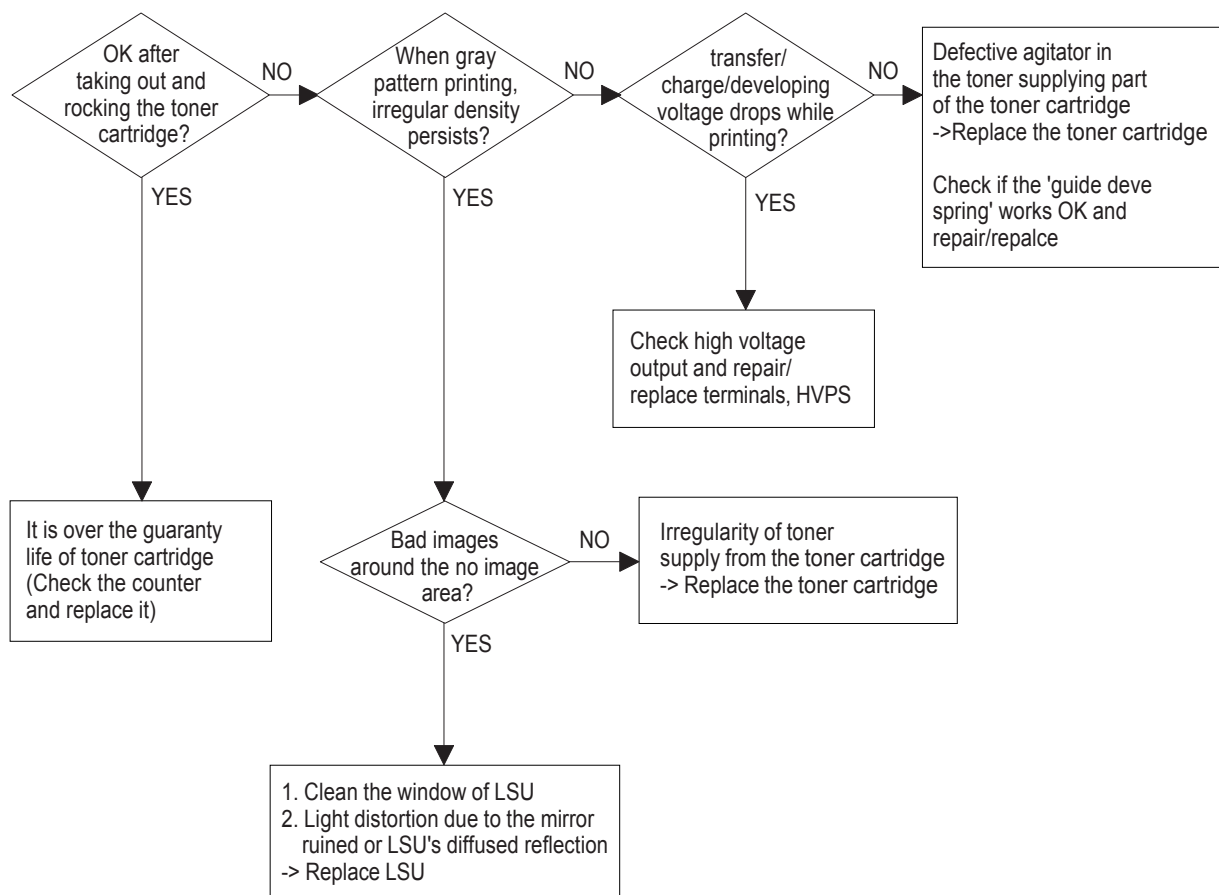 OK after
taking out and
rocking the toner
cartridge?
NO
YES
When gray
pattern printing,
irregular density
persists?
NO
YES
transfer/
charge/developing
voltage drops while
printing?
NO
YES
Defective agitator in
the toner supplying part
of the toner cartridge
->Replace the toner cartridge
Check if the 'guide deve
spring' works OK and
repair/repalce
Check high voltage
output and repair/
replace terminals, HVPS
It is over the guaranty
life of toner cartridge
(Check the counter
and replace it)
Bad images
around the no image
area?
NO
YES
Irregularity of toner
supply from the toner cartridge
-> Replace the toner cartridge
1. Clean the window of LSU
2. Light distortion due to the mirror
ruined or LSU's diffused reflection
-> Replace LSU